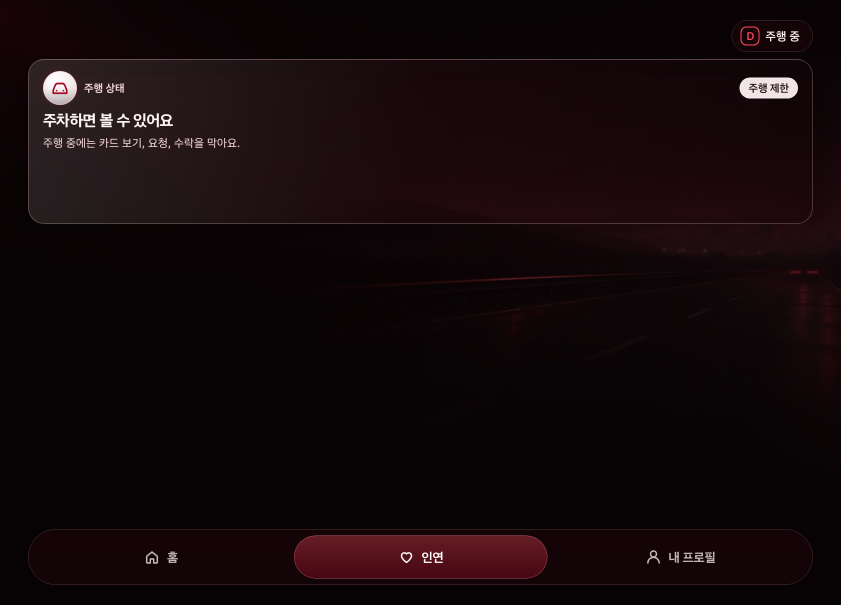 D 주행 중
주행 상태
주행 제한
주차하면 볼 수 있어요
주행 중에는 카드 보기, 요청, 수락을 막아요.
홈
인연
내 프로필